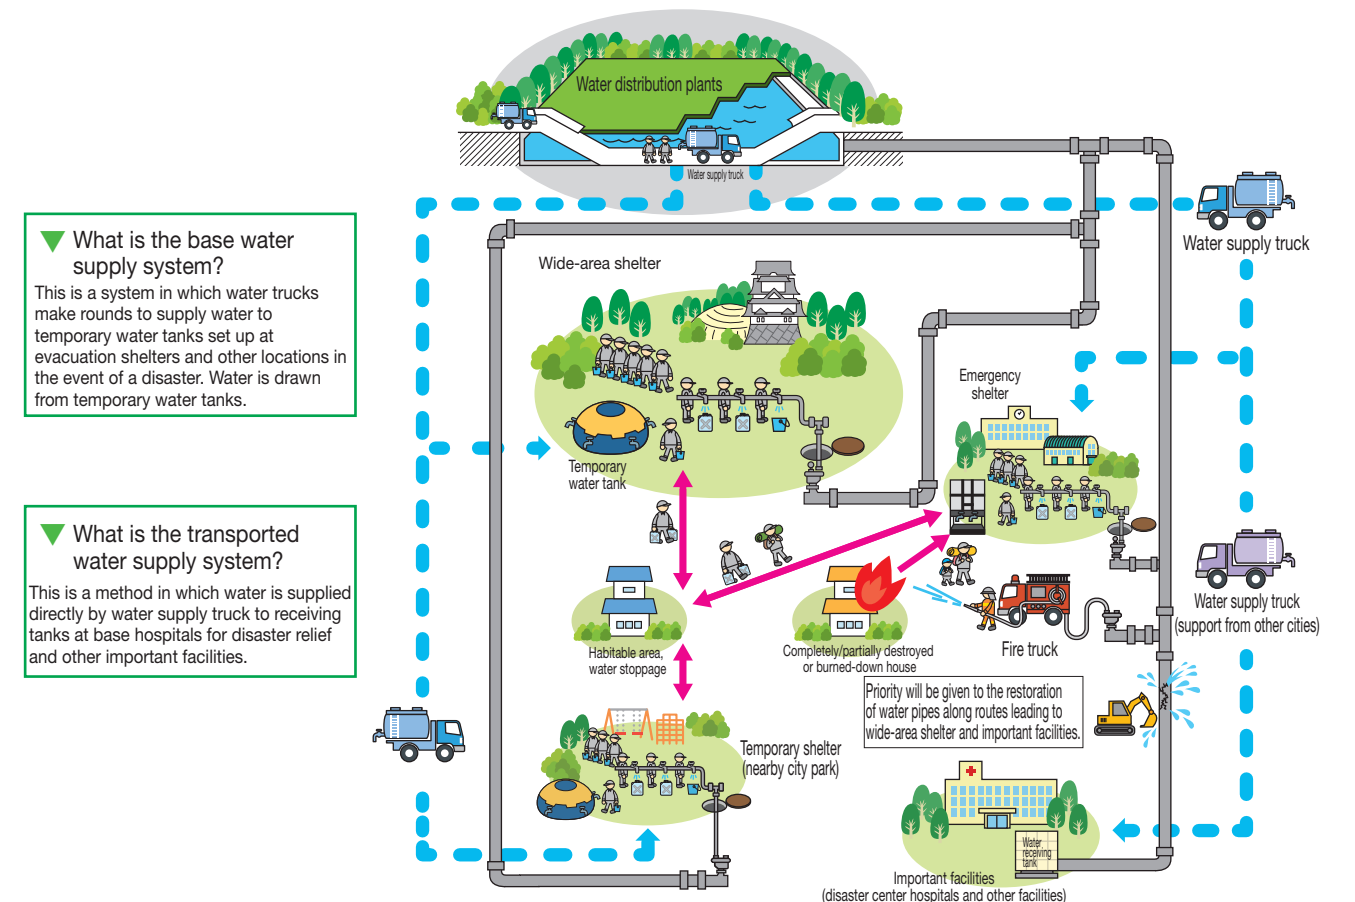 Water distribution plants
Water supply truck
Water supply truck
▼ What is the base water
supply system?
This is a system in which water trucks
make rounds to supply water to
temporary water tanks set up at
evacuation shelters and other locations in
the event of a disaster. Water is drawn
from temporary water tanks.
Wide-area shelter
Temporary
water tank
Emergency
shelter
▼ What is the transported
water supply system?
This is a method in which water is supplied
directly by water supply truck to receiving
tanks at base hospitals for disaster relief
and other important facilities.
Habitable area,
water stoppage
Completely/partially destroyed
or burned-down house
Fire truck
Water supply truck
(support from other cities)
Priority will be given to the restoration
of water pipes along routes leading to
wide-area shelter and important facilities.
Temporary shelter
(nearby city park)
Water
receiving
tank
Important facilities
(disaster center hospitals and other facilities)